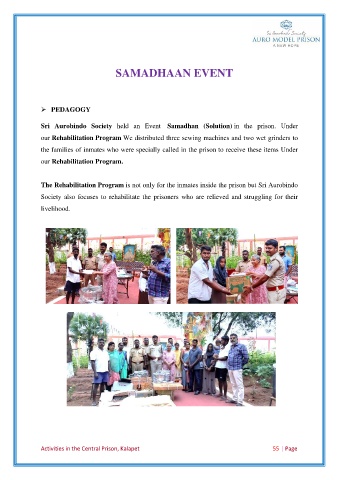 Sri Aurobindo Society
AURO MODEL PRISON
A NEW HOPE
SAMADHAAN EVENT
➢ PEDAGOGY
Sri Aurobindo Society held an Event Samadhan (Solution) in the prison. Under
our Rehabilitation Program We distributed three sewing machines and two wet grinders to
the families of inmates who were specially called in the prison to receive these items Under
our Rehabilitation Program.
The Rehabilitation Program is not only for the inmates inside the prison but Sri Aurobindo
Society also focuses to rehabilitate the prisoners who are relieved and struggling for their
livelihood.
Activities in the Central Prison, Kalapet 55 | Page